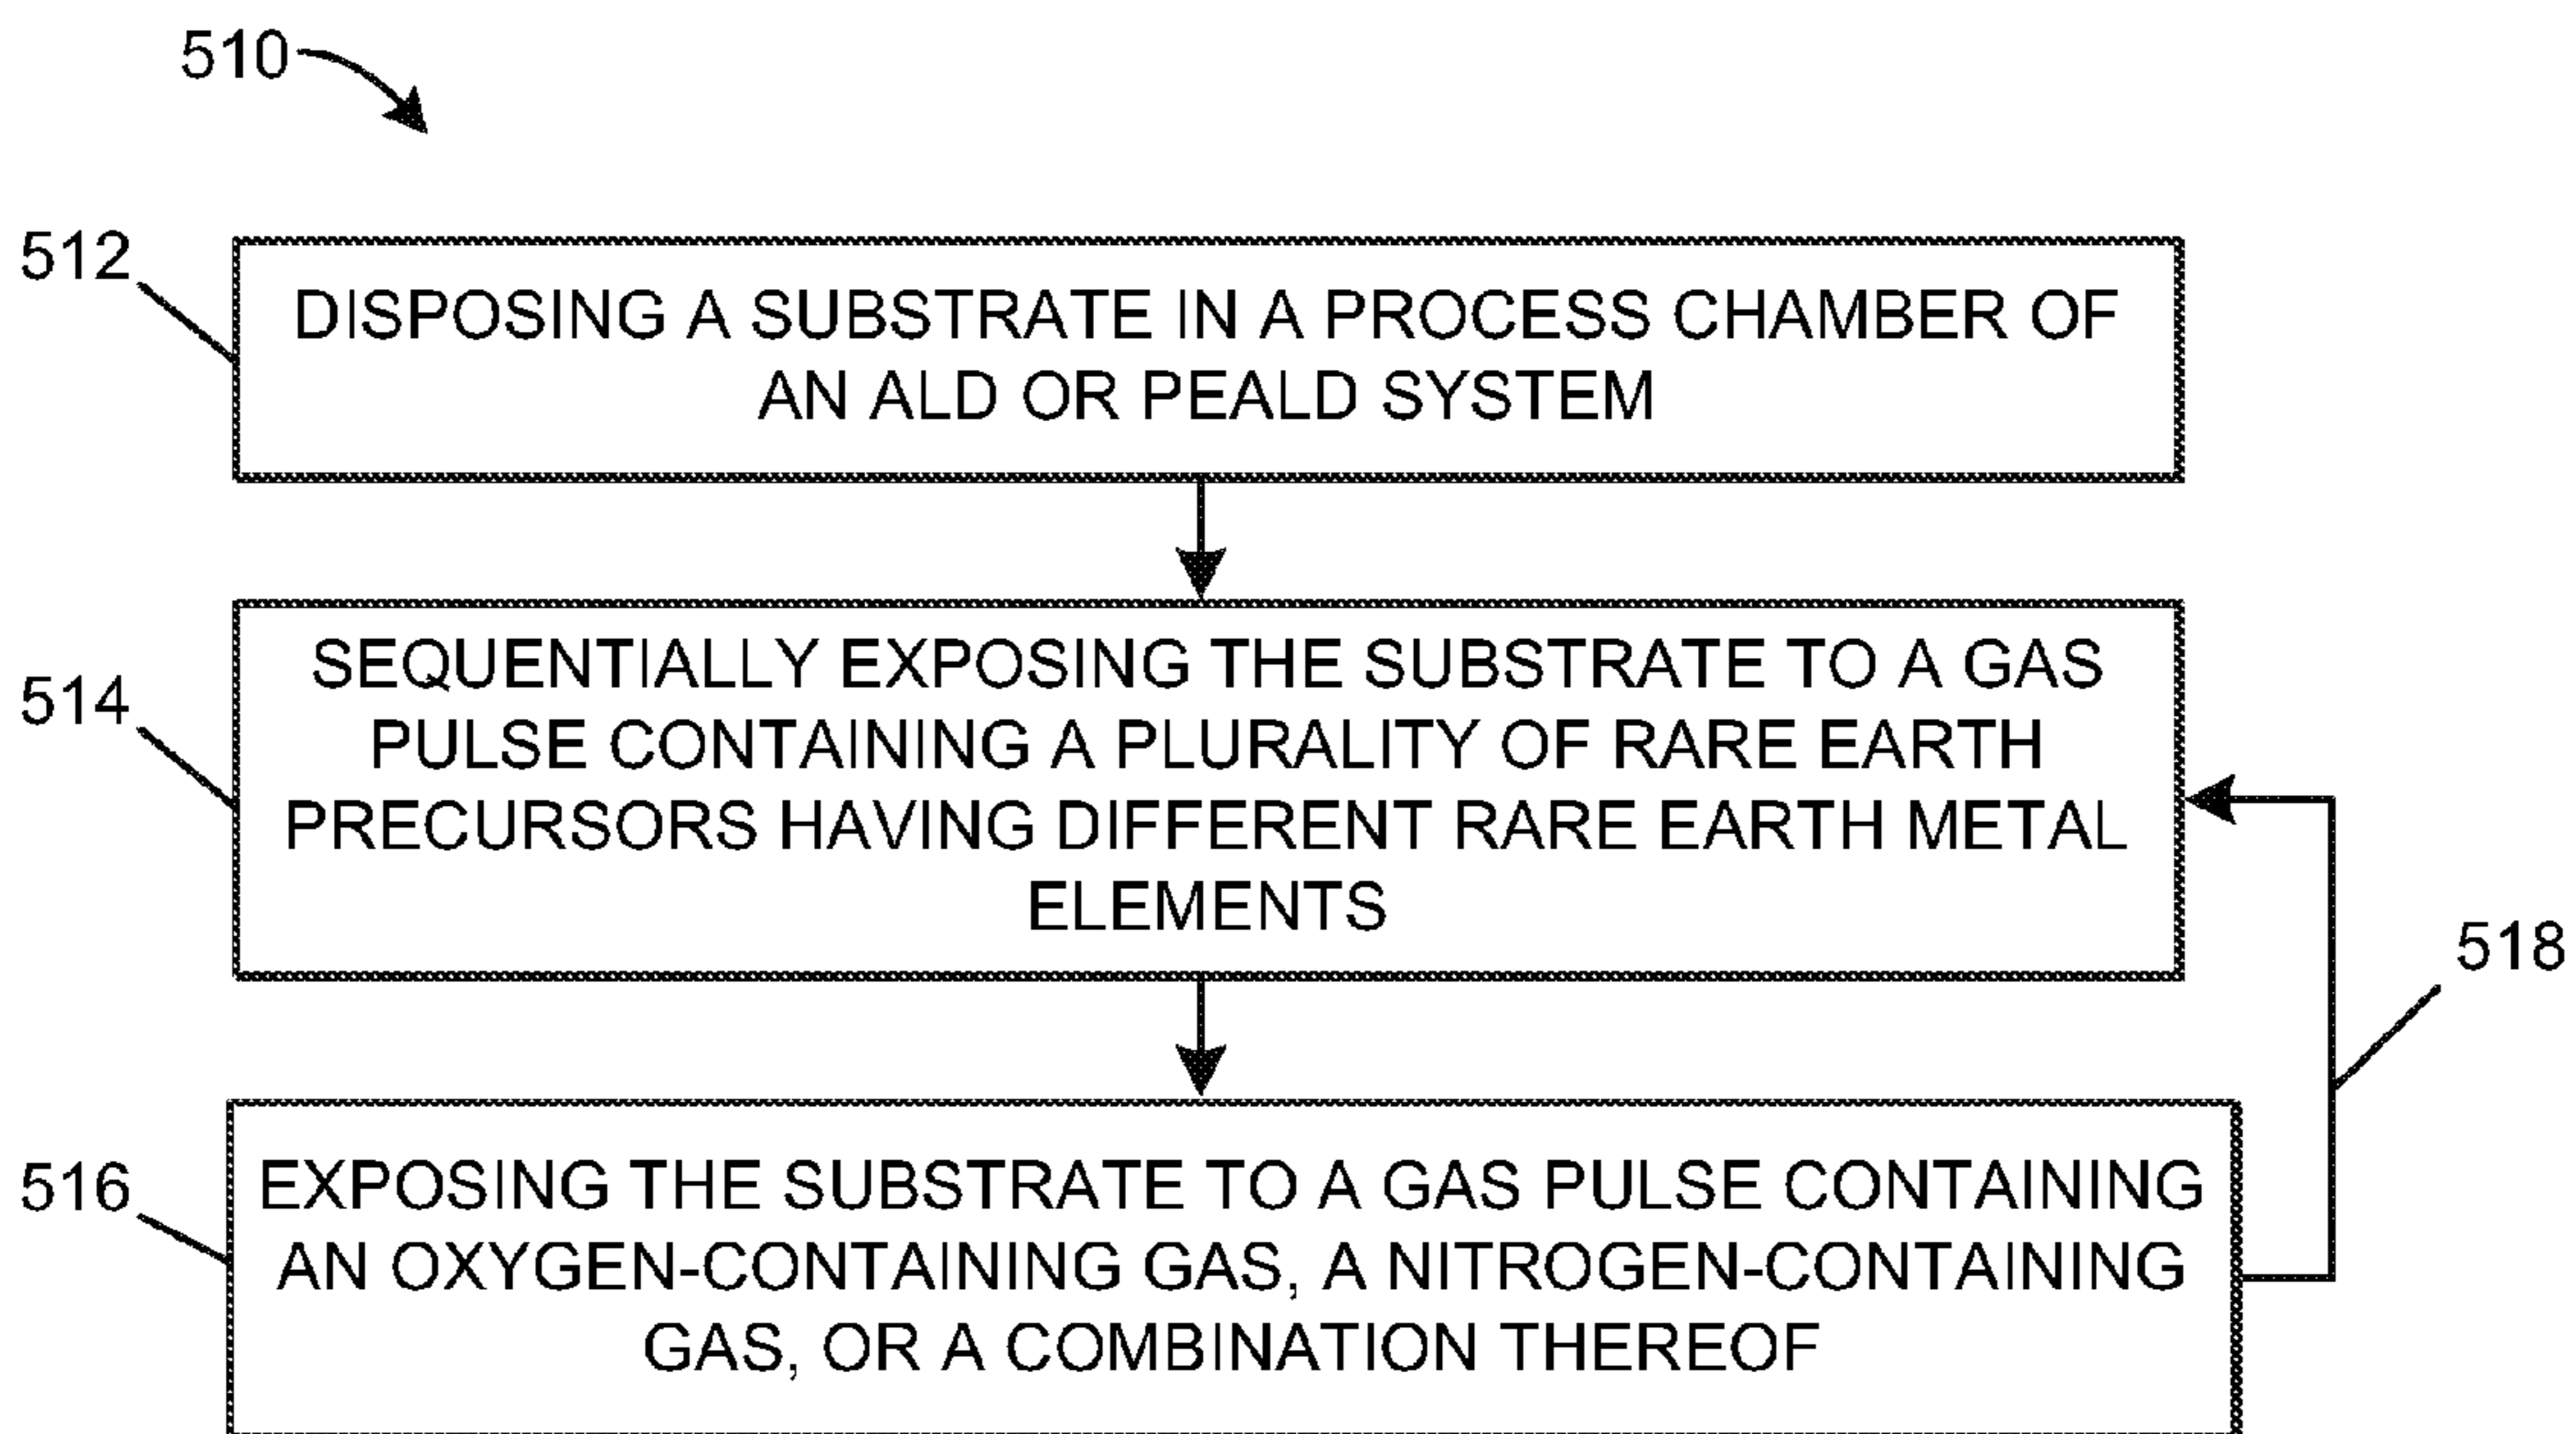 510
512
DISPOSING A SUBSTRATE IN A PROCESS CHAMBER OF
AN ALD OR PEALD SYSTEM
514
SEQUENTIALLY EXPOSING THE SUBSTRATE TO A GAS
PULSE CONTAINING A PLURALITY OF RARE EARTH
PRECURSORS HAVING DIFFERENT RARE EARTH METAL
ELEMENTS
518
516
EXPOSING THE SUBSTRATE TO A GAS PULSE CONTAINING
AN OXYGEN-CONTAINING GAS, A NITROGEN-CONTAINING
GAS, OR A COMBINATION THEREOF